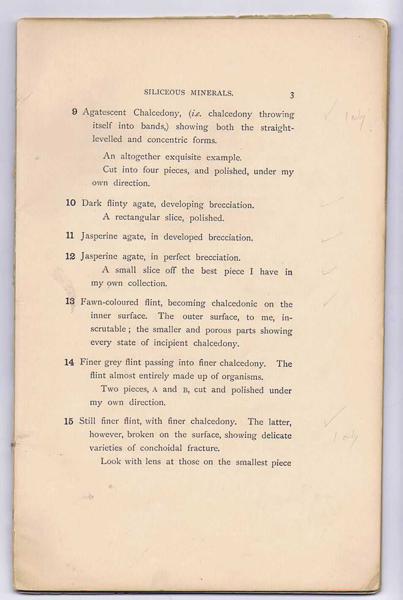 SILICEOUS MINERALS. 3
9 Agatescent Chalcedony, (i.e. chalcedony throwing
itself into bands,) showing both the straight-
levelled and concentric forms.
An altogether exquisite example.
Cut into four pieces, and polished, under my
own direction.
10 Dark flinty agate, developing brecciation.
A rectangular slice, polished.
11 Jasperine agate, in developed brecciation.
12 Jasperine agate, in perfect brecciation.
A small slice off the best piece I have in
my own collection.
13 Fawn-coloured flint, becoming chalcedonic on the
inner surface. The outer surface, to me, in-
scrutable; the smaller and porous parts showing
every state of incipient chalcedony.
14 Finer grey flint passing into finer chalcedony. The
flint almost entirely made up of organisms.
Two pieces, A and B, cut and polished under
my own direction.
15 Still finer flint, with finer chalcedony. The latter,
however, broken on the surface, showing delicate
varieties of conchoidal fracture.
Look with lens at those on the smallest piece
✓ 1 only
✓
✓
✓
✓
✓
1 only